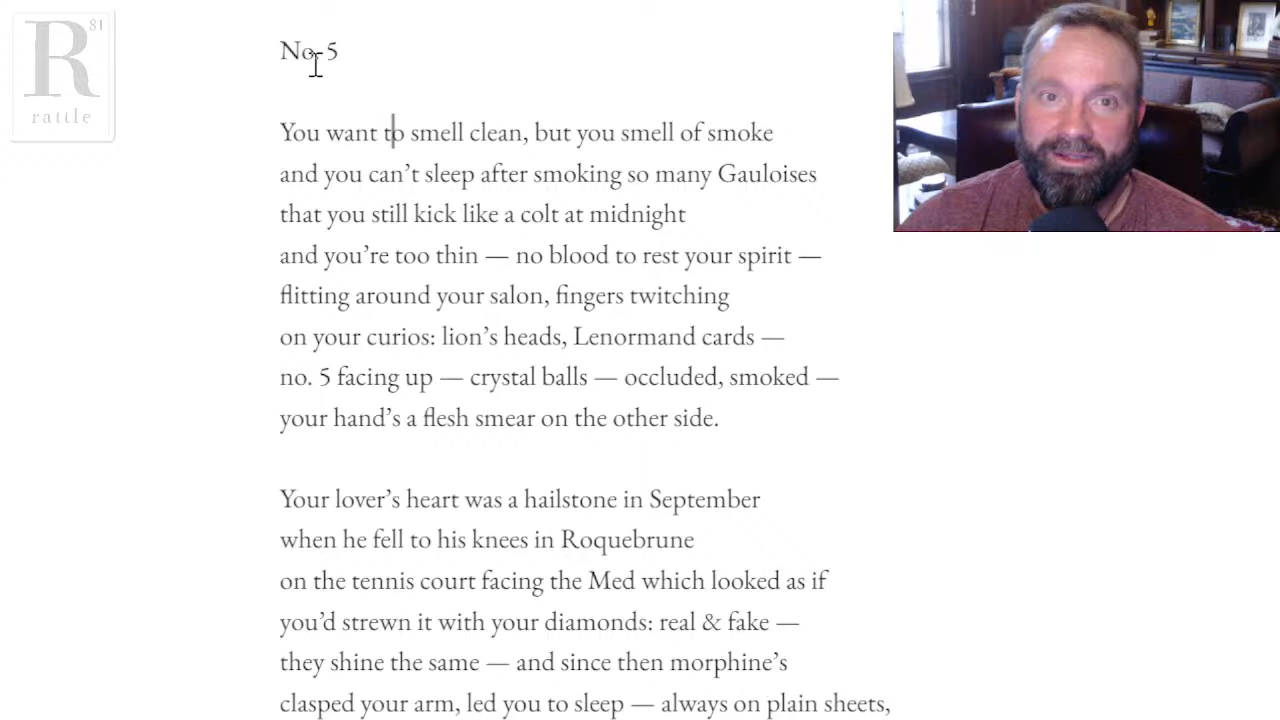 R 81
rattle
No. 5
You want to smell clean, but you smell of smoke
and you can’t sleep after smoking so many Gauloises
that you still kick like a colt at midnight
and you’re too thin — no blood to rest your spirit —
flitting around your salon, fingers twitching
on your curios: lion’s heads, Lenormand cards —
no. 5 facing up — crystal balls — occluded, smoked —
your hand’s a flesh smear on the other side.
Your lover’s heart was a hailstone in September
when he fell to his knees in Roquebrune
on the tennis court facing the Med which looked as if
you’d strewn it with your diamonds: real & fake —
they shine the same — and since then morphine’s
clasped your arm, led you to sleep — always on plain sheets,